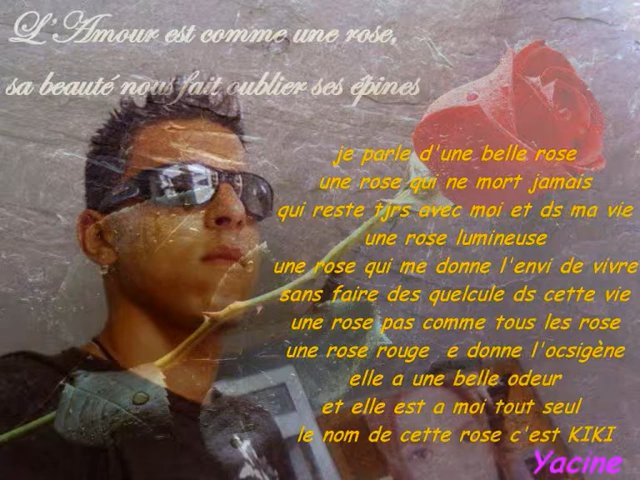 L'Amour est comme une rose,
sa beauté nous fait oublier ses épines
je parle d'une belle rose
une rose qui ne mort jamais
qui reste tjrs avec moi et ds ma vie
une rose lumineuse
une rose qui me donne l'envi de vivre
sans faire des quelcule ds cette vie
une rose pas comme tous les rose
une rose rouge e donne l'ocsigène
elle a une belle odeur
et elle est a moi tout seul
le nom de cette rose c'est KIKI
Yacine